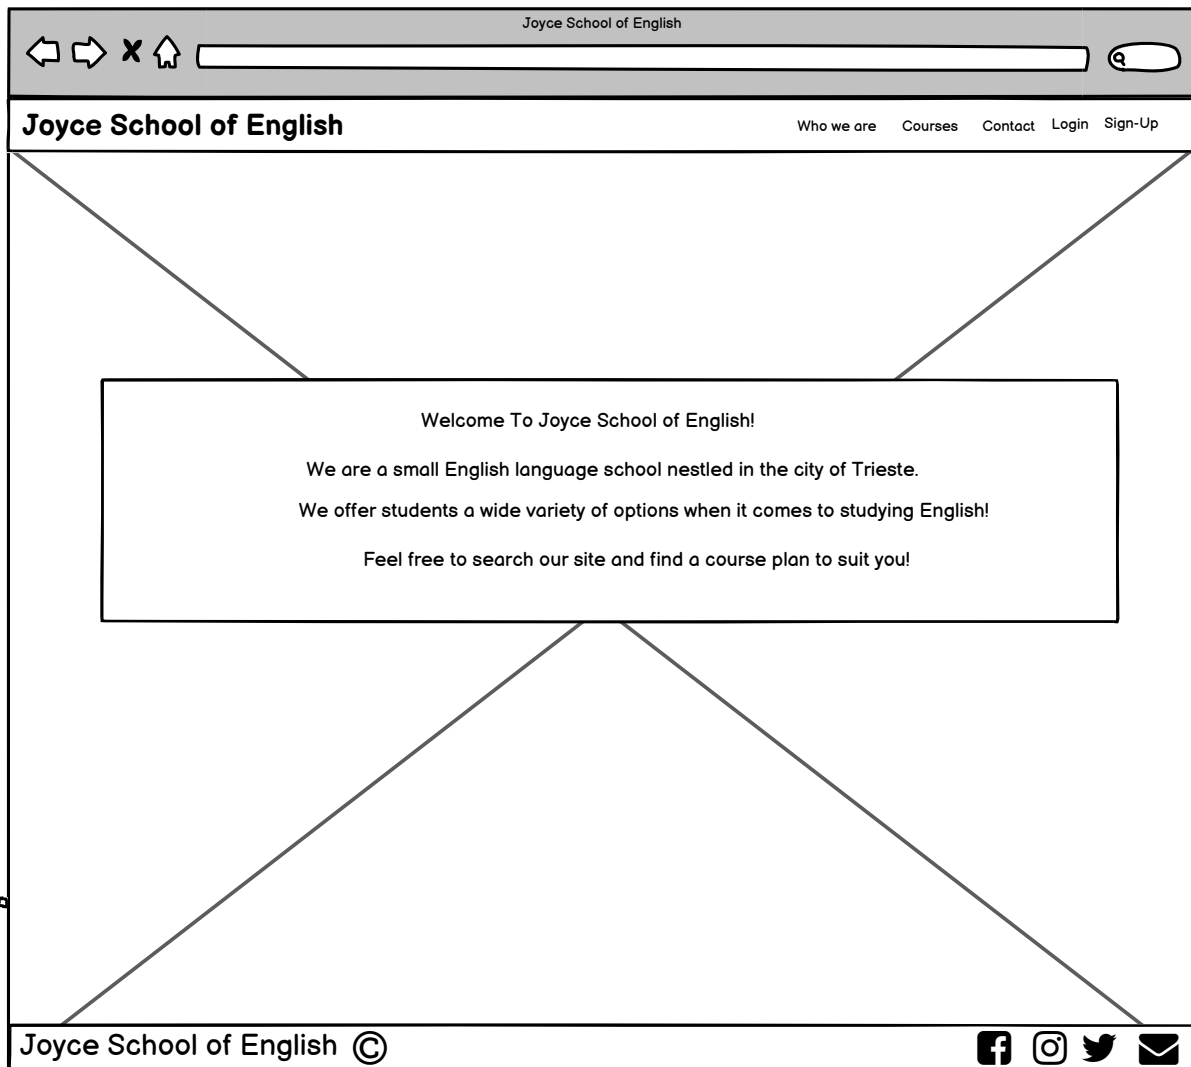 Joyce School of English
Joyce School of English
Who we are Courses Contact Login Sign-Up
Welcome To Joyce School of English!
We are a small English language school nestled in the city of Trieste.
We offer students a wide variety of options when it comes to studying English!
Feel free to search our site and find a course plan to suit you!
Joyce School of English ©